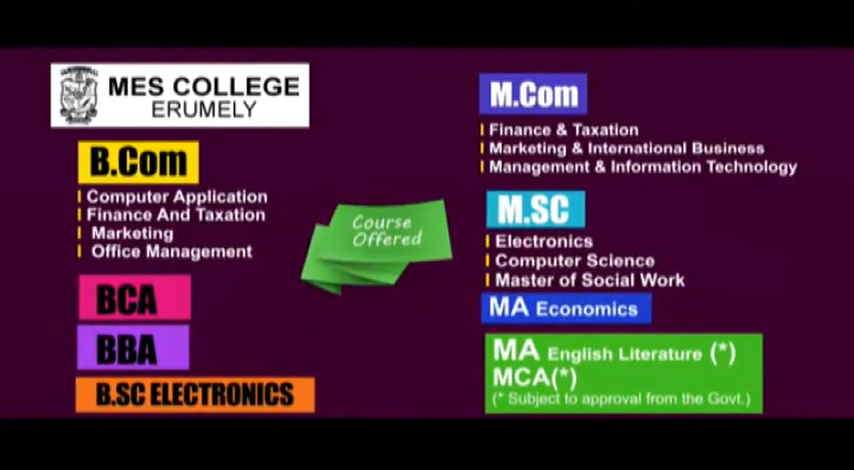 MES COLLEGE
ERUMELY
B.Com
Computer Application
Finance And Taxation
Marketing
Office Management
BCA
BBA
B.SC ELECTRONICS
Course
Offered
M.Com
Finance & Taxation
Marketing & International Business
Management & Information Technology
M.SC
Electronics
Computer Science
Master of Social Work
MA Economics
MA English Literature (*)
MCA(*)
(* Subject to approval from the Govt.)